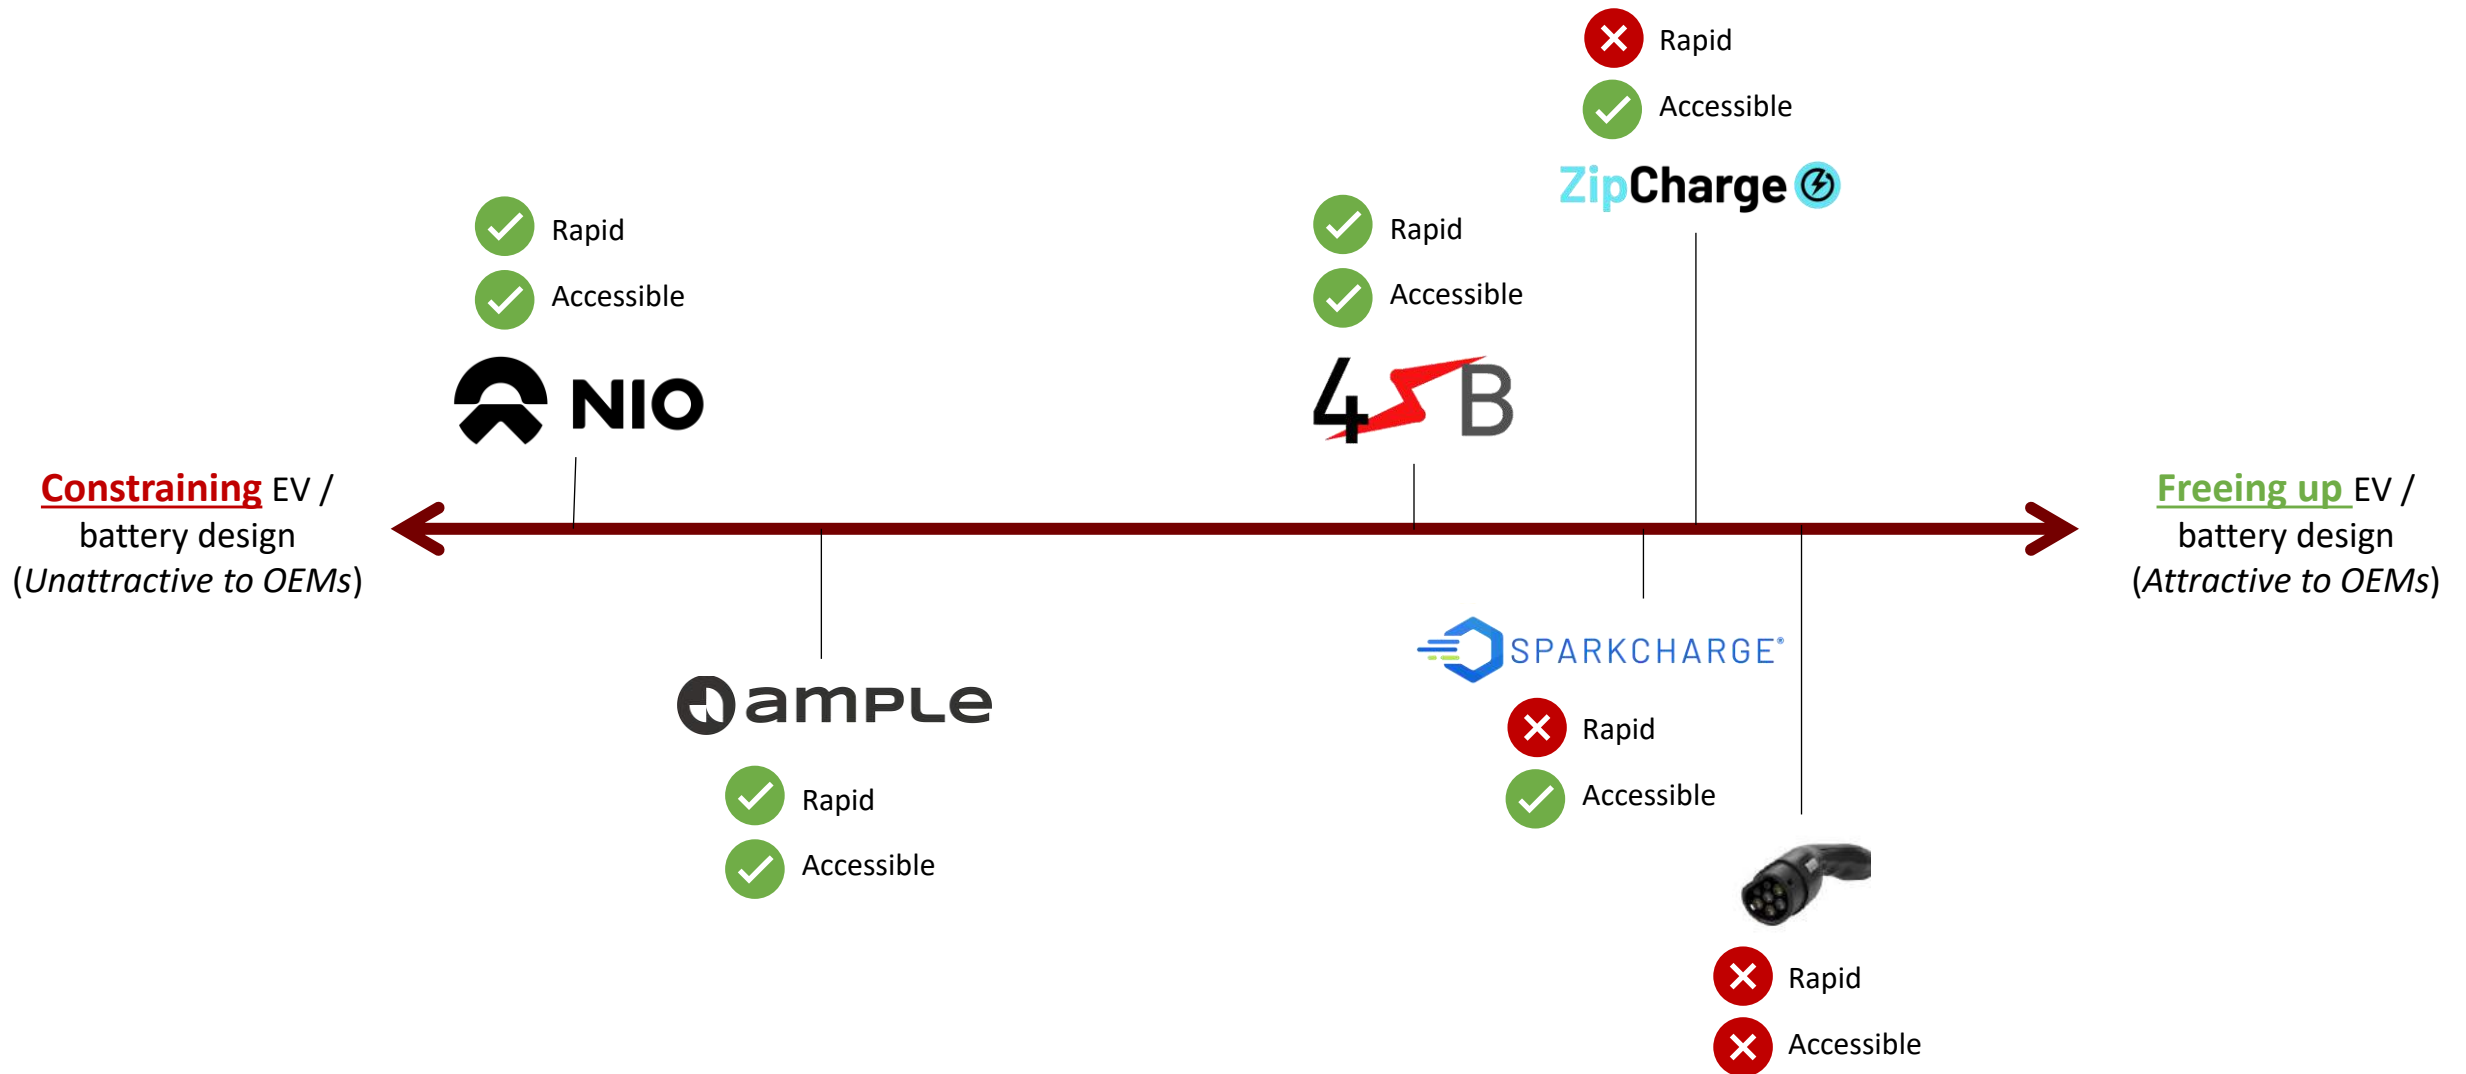 Rapid
Accessible
ZipCharge
Rapid
Accessible
NIO
Rapid
Accessible
4 B
Constraining EV /
battery design
(Unattractive to OEMs)
Freeing up EV /
battery design
(Attractive to OEMs)
SPARKCHARGE®
Rapid
Accessible
amPLe
Rapid
Accessible
Rapid
Accessible